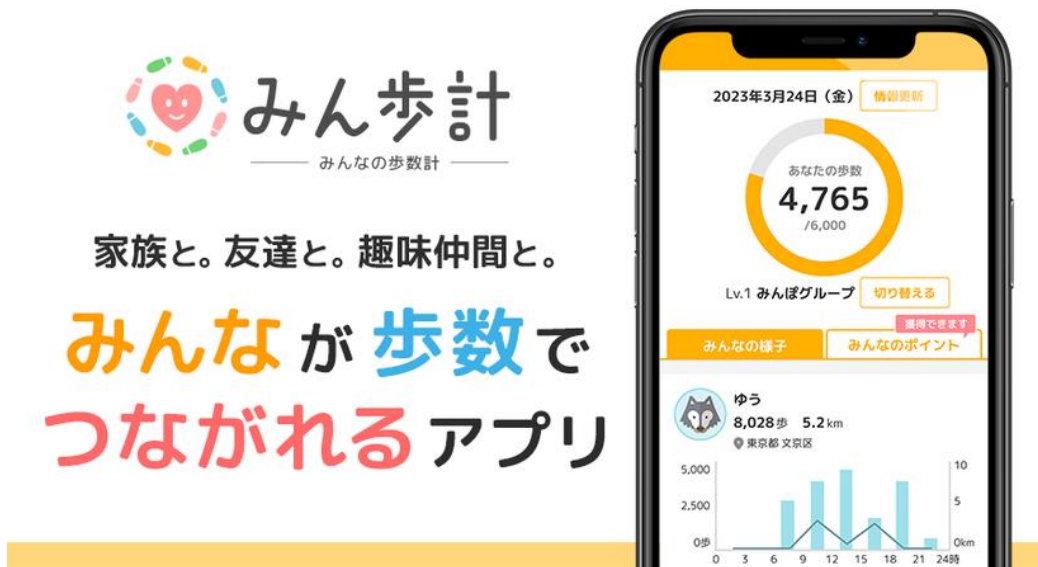 みん歩計
みんなの歩数計
家族と。友達と。趣味仲間と。
みんなが歩数で
つながれるアプリ
2023年3月24日（金） 情報更新
あなたの歩数
4,765
/6,000
Lv.1 みんぽグループ 切り替える
獲得できます
みんなの様子 みんなのポイント
ゆう
8,028歩 5.2km
東京都 文京区
5,000 10
2,500 5
0歩 0km
0 3 6 9 12 15 18 21 24時